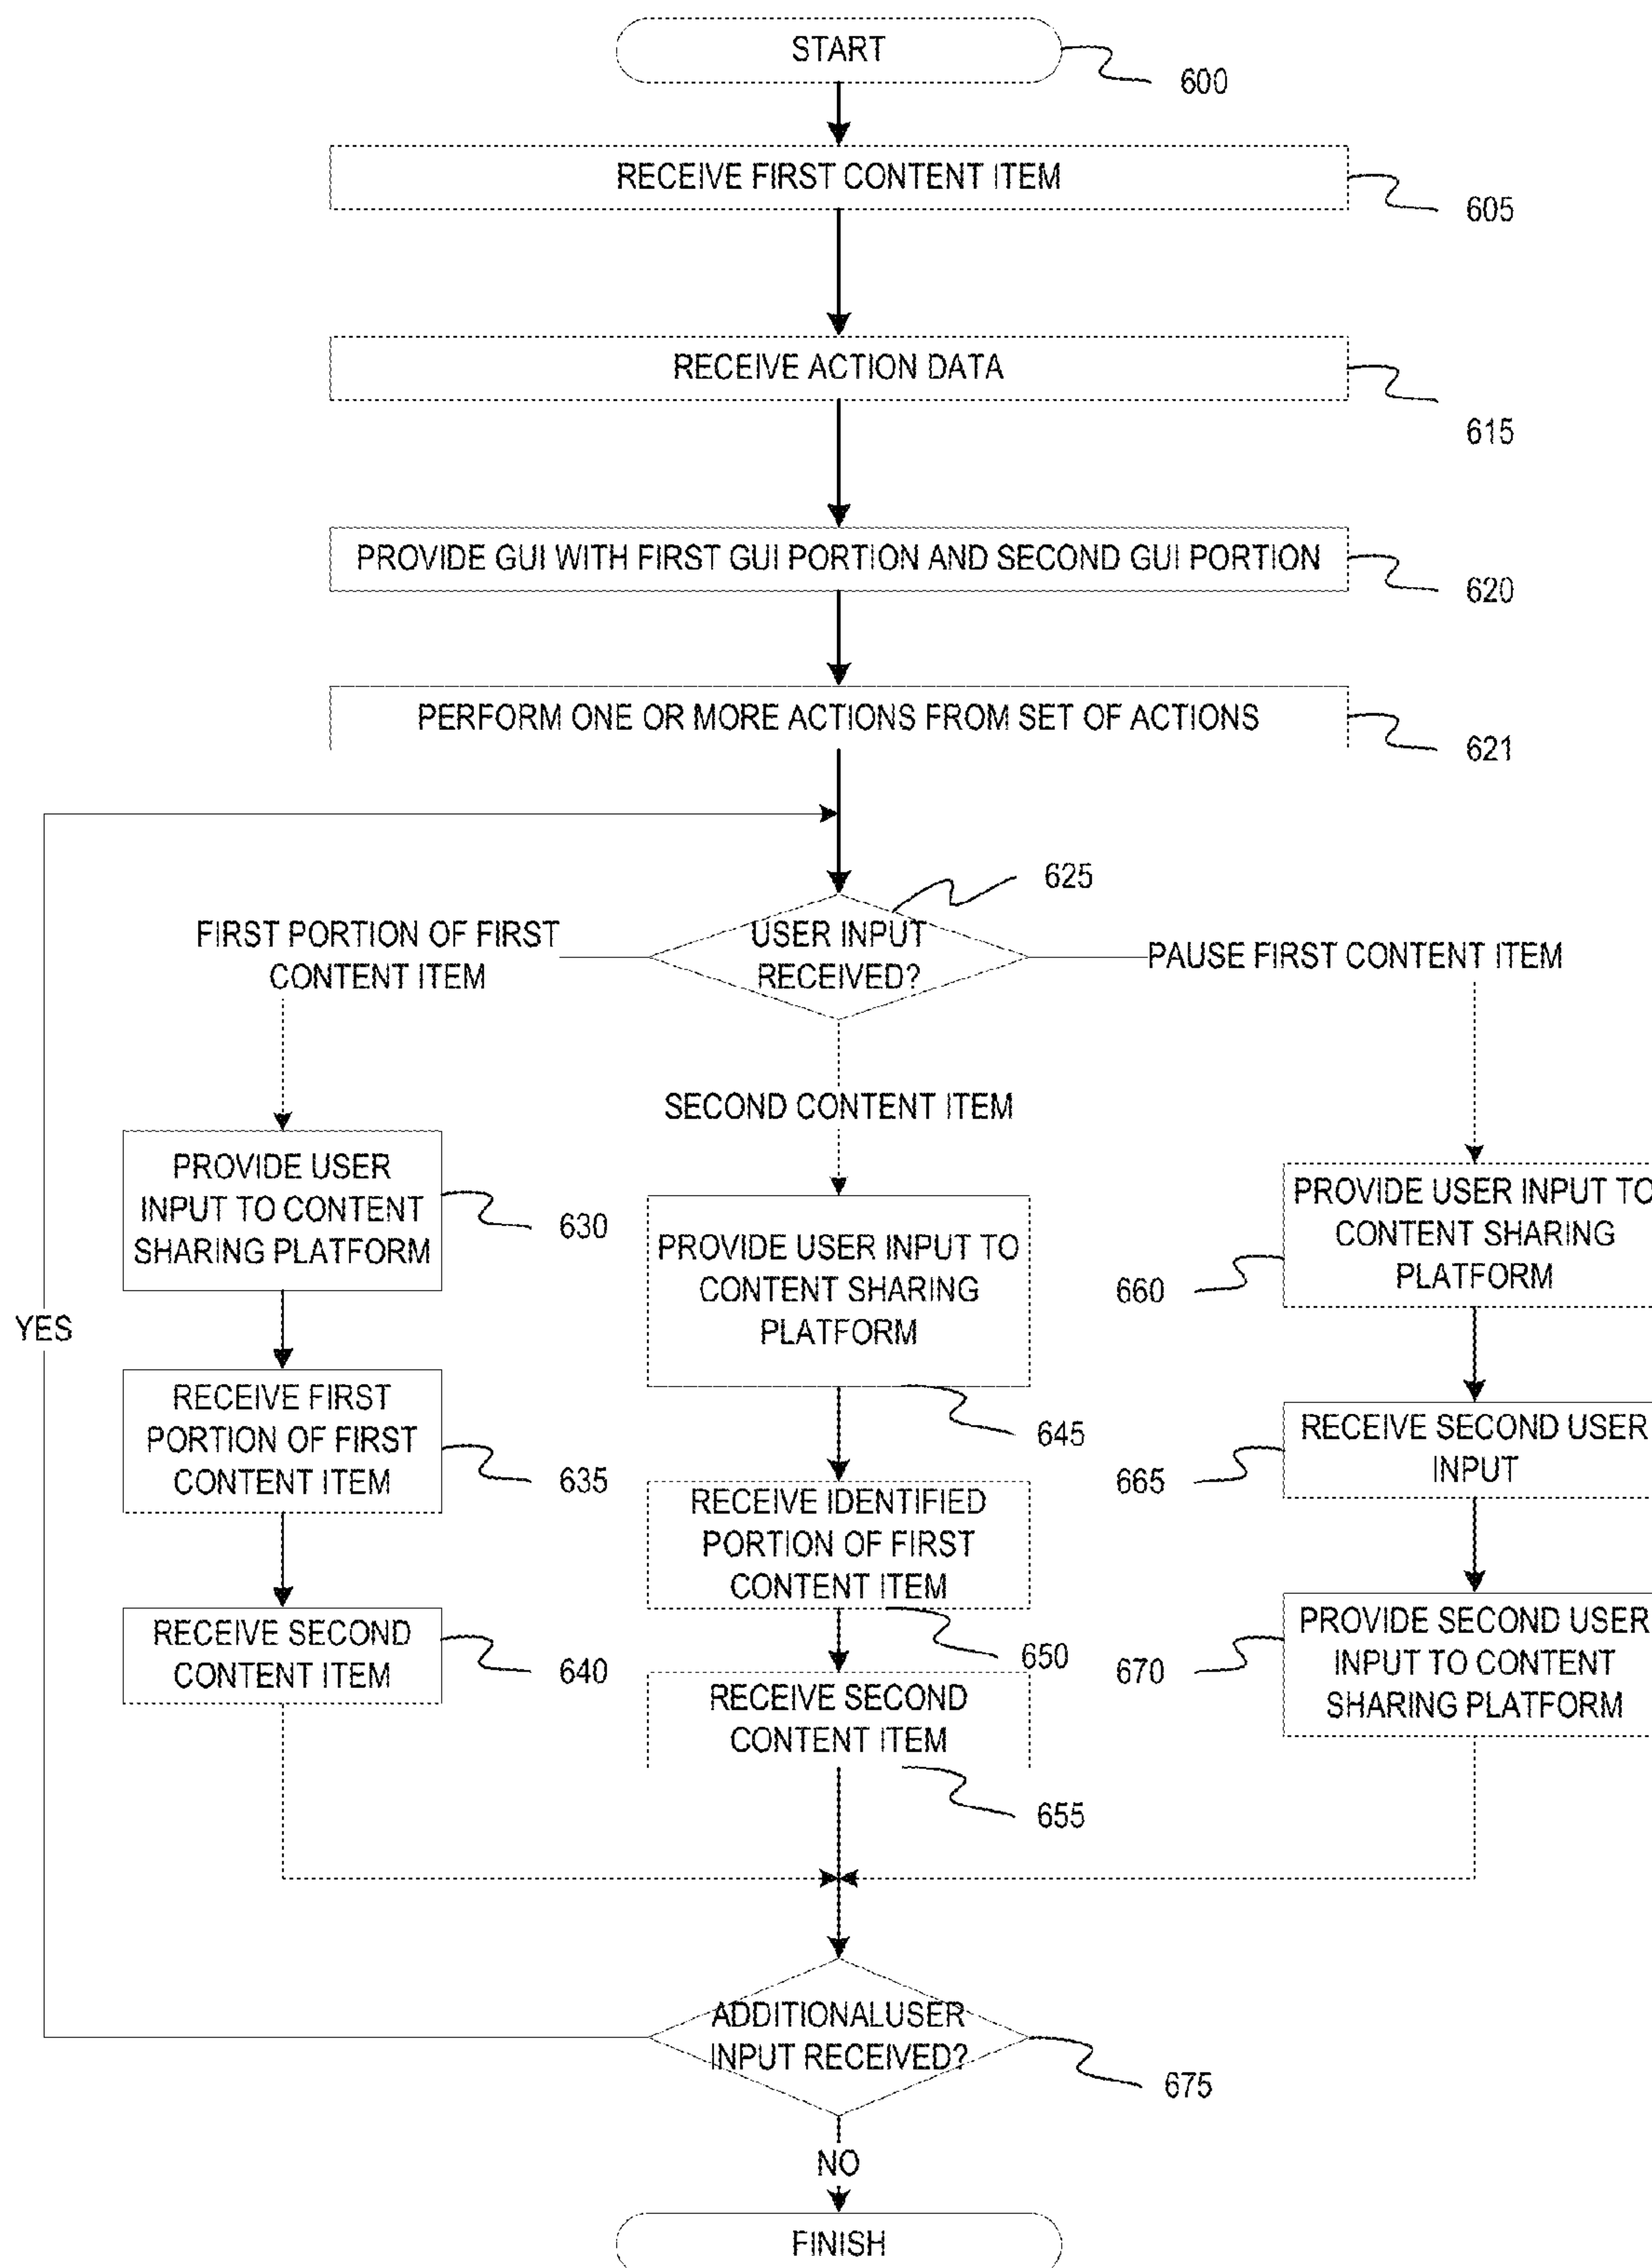 START
600
RECEIVE FIRST CONTENT ITEM
605
RECEIVE ACTION DATA
615
PROVIDE GUI WITH FIRST GUI PORTION AND SECOND GUI PORTION
620
PERFORM ONE OR MORE ACTIONS FROM SET OF ACTIONS
621
625
USER INPUT
RECEIVED?
FIRST PORTION OF FIRST
CONTENT ITEM
SECOND CONTENT ITEM
PAUSE FIRST CONTENT ITEM
PROVIDE USER
INPUT TO CONTENT
SHARING PLATFORM
630
RECEIVE FIRST
PORTION OF FIRST
CONTENT ITEM
635
RECEIVE SECOND
CONTENT ITEM
640
PROVIDE USER INPUT TO
CONTENT SHARING
PLATFORM
645
RECEIVE IDENTIFIED
PORTION OF FIRST
CONTENT ITEM
650
RECEIVE SECOND
CONTENT ITEM
655
PROVIDE USER INPUT TO
CONTENT SHARING
PLATFORM
660
RECEIVE SECOND USER
INPUT
665
PROVIDE SECOND USER
INPUT TO CONTENT
SHARING PLATFORM
670
YES
ADDITIONALUSER
INPUT RECEIVED?
675
NO
FINISH